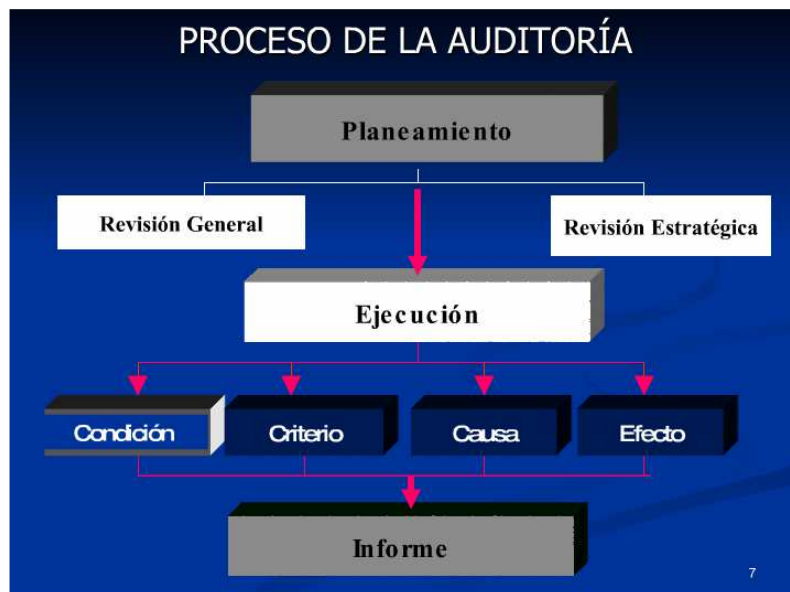 PROCESO DE LA AUDITORÍA
Planeamiento
Revisión General
Revisión Estratégica
Ejecución
Condición
Criterio
Causa
Efecto
Informe
7